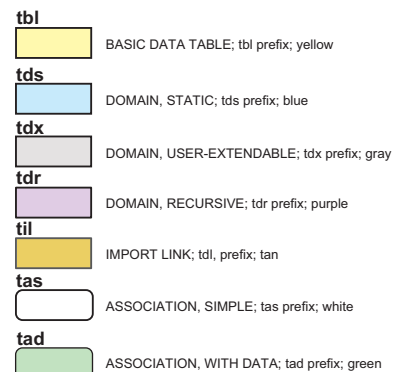 tbl
BASIC DATA TABLE; tbl prefix; yellow
tds
DOMAIN, STATIC; tds prefix; blue
tdx
DOMAIN, USER-EXTENDABLE; tdx prefix; gray
tdr
DOMAIN, RECURSIVE; tdr prefix; purple
til
IMPORT LINK; tdl, prefix; tan
tas
ASSOCIATION, SIMPLE; tas prefix; white
tad
ASSOCIATION, WITH DATA; tad prefix; green